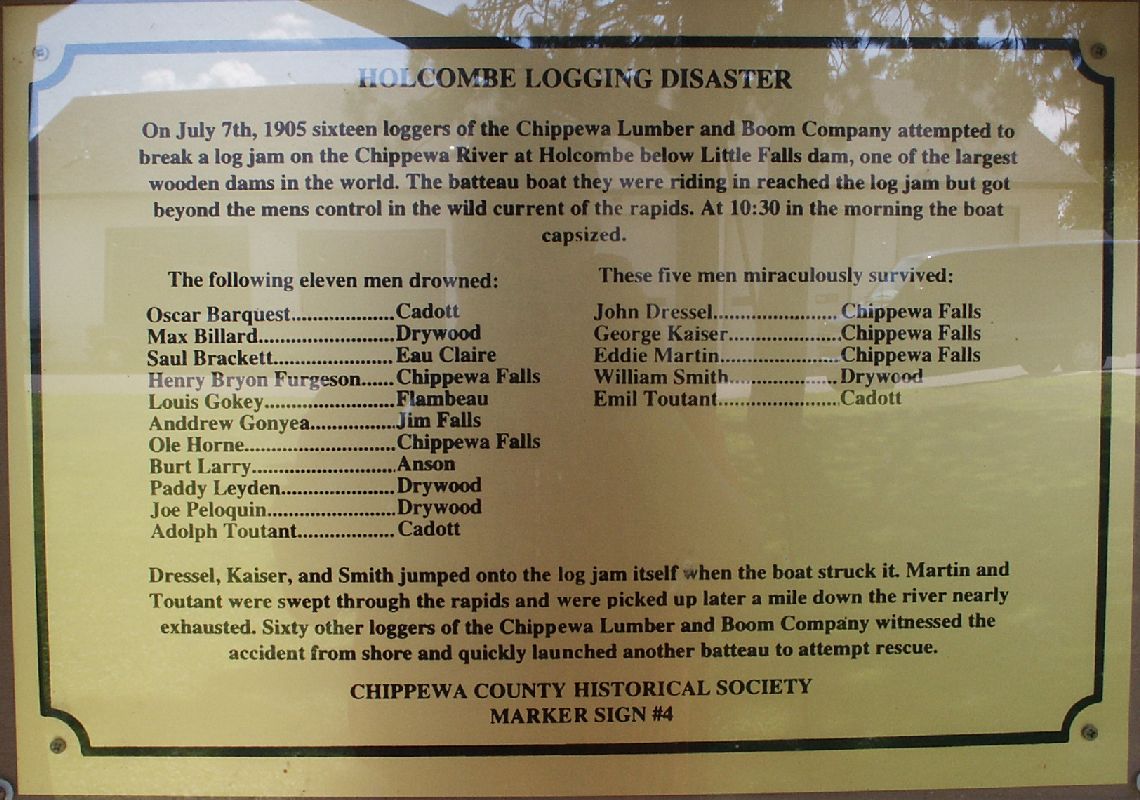 HOLCOMBE LOGGING DISASTER
On July 7th, 1905 sixteen loggers of the Chippewa Lumber and Boom Company attempted to
break a log jam on the Chippewa River at Holcombe below Little Falls dam, one of the largest
wooden dams in the world. The batteau boat they were riding in reached the log jam but got
beyond the mens control in the wild current of the rapids. At 10:30 in the morning the boat
capsized.
The following eleven men drowned:
Oscar Barquest...................Cadott
Max Billard.........................Drywood
Saul Brackett......................Eau Claire
Henry Bryon Furgeson......Chippewa Falls
Louis Gokey........................Flambeau
Anddrew Gonyea................Jim Falls
Ole Horne............................Chippewa Falls
Burt Larry...........................Anson
Paddy Leyden.....................Drywood
Joe Peloquin........................Drywood
Adolph Toutant..................Cadott
These five men miraculously survived:
John Dressel.......................Chippewa Falls
George Kaiser.....................Chippewa Falls
Eddie Martin......................Chippewa Falls
William Smith....................Drywood
Emil Toutant......................Cadott
Dressel, Kaiser, and Smith jumped onto the log jam itself when the boat struck it. Martin and
Toutant were swept through the rapids and were picked up later a mile down the river nearly
exhausted. Sixty other loggers of the Chippewa Lumber and Boom Company witnessed the
accident from shore and quickly launched another batteau to attempt rescue.
CHIPPEWA COUNTY HISTORICAL SOCIETY
MARKER SIGN #4